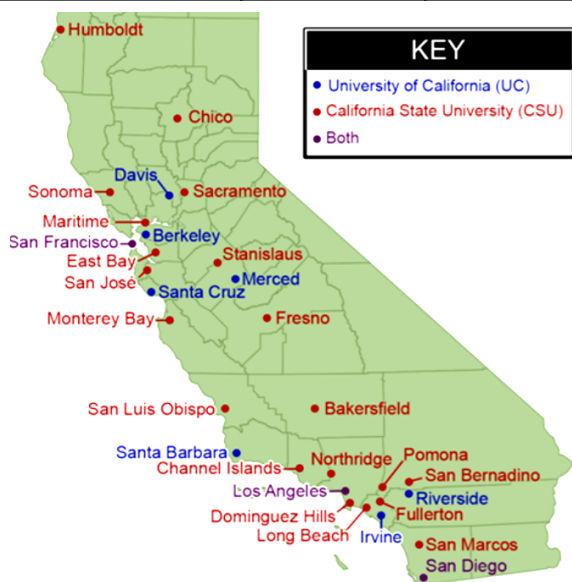 Humboldt
KEY
University of California (UC)
California State University (CSU)
Both
Chico
Davis
Sonoma
Sacramento
Maritime
Berkeley
San Francisco
East Bay
Stanislaus
San José
Merced
Santa Cruz
Monterey Bay
Fresno
San Luis Obispo
Bakersfield
Santa Barbara
Channel Islands
Northridge
Pomona
San Bernadino
Los Angeles
Riverside
Dominguez Hills
Fullerton
Long Beach
Irvine
San Marcos
San Diego